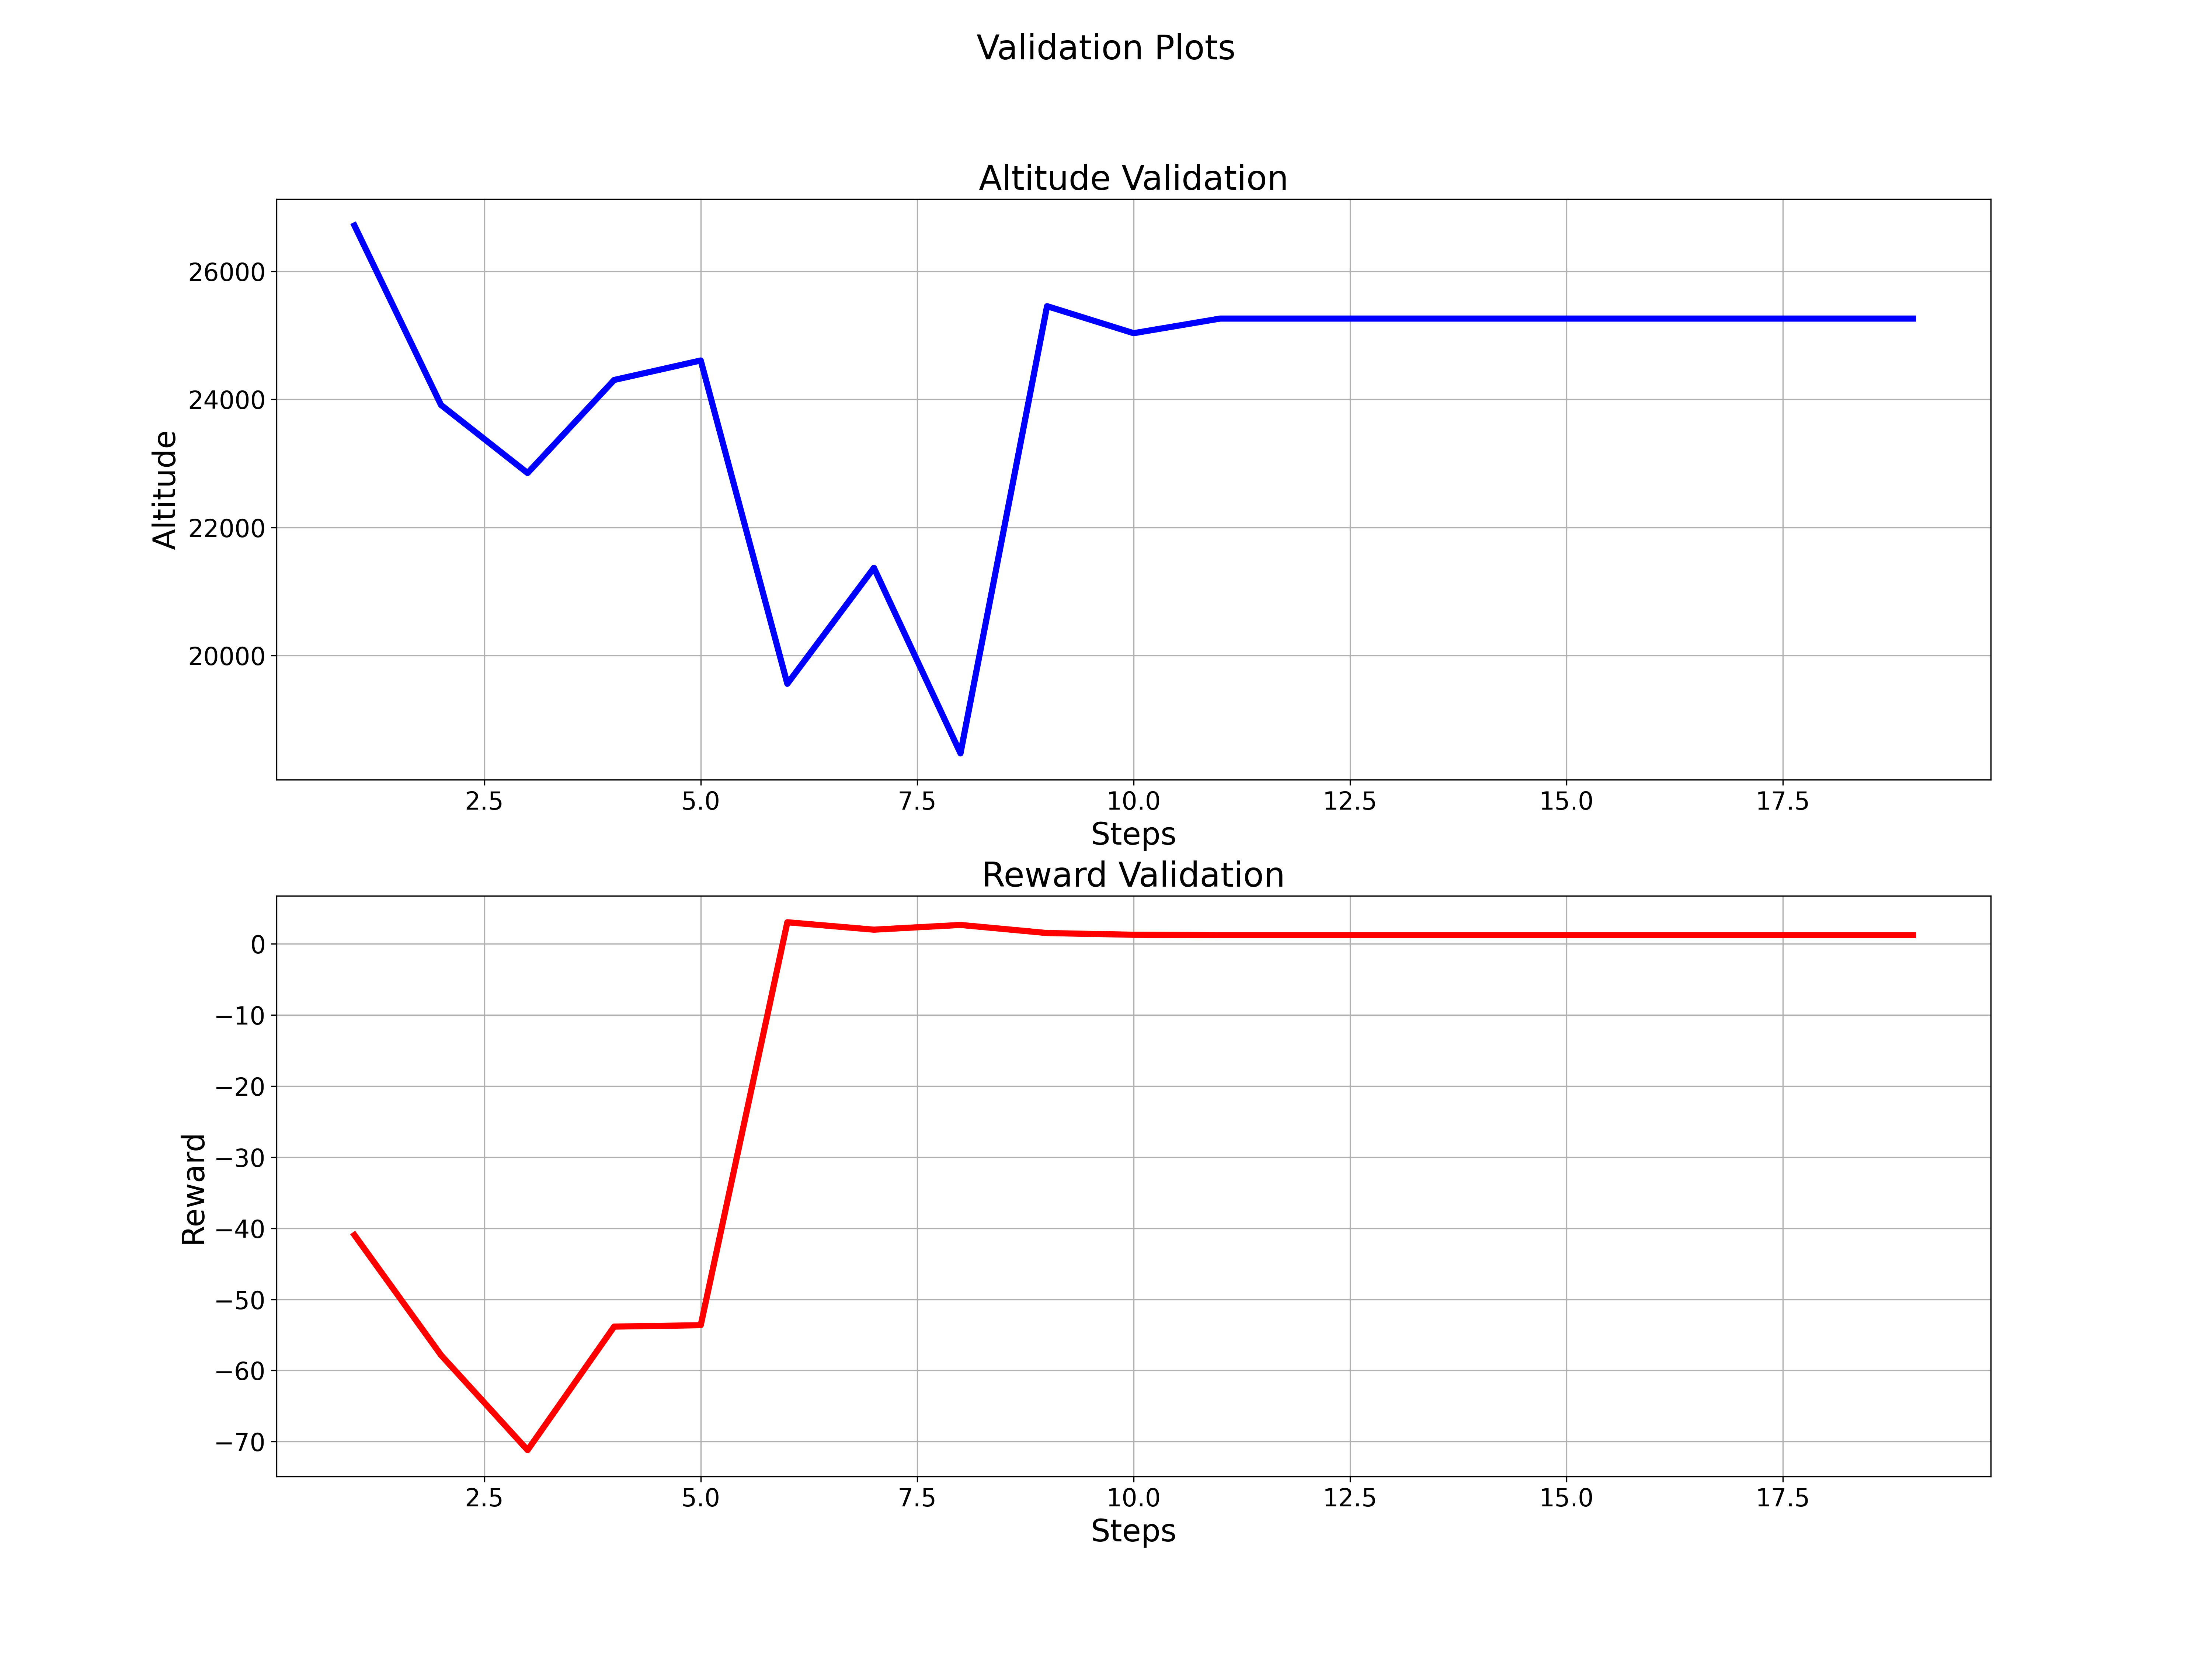 Validation Plots
Altitude Validation
26000
24000
22000
20000
Altitude
2.5 5.0 7.5 10.0 12.5 15.0 17.5
Steps
Reward Validation
0
−10
−20
−30
−40
−50
−60
−70
Reward
2.5 5.0 7.5 10.0 12.5 15.0 17.5
Steps